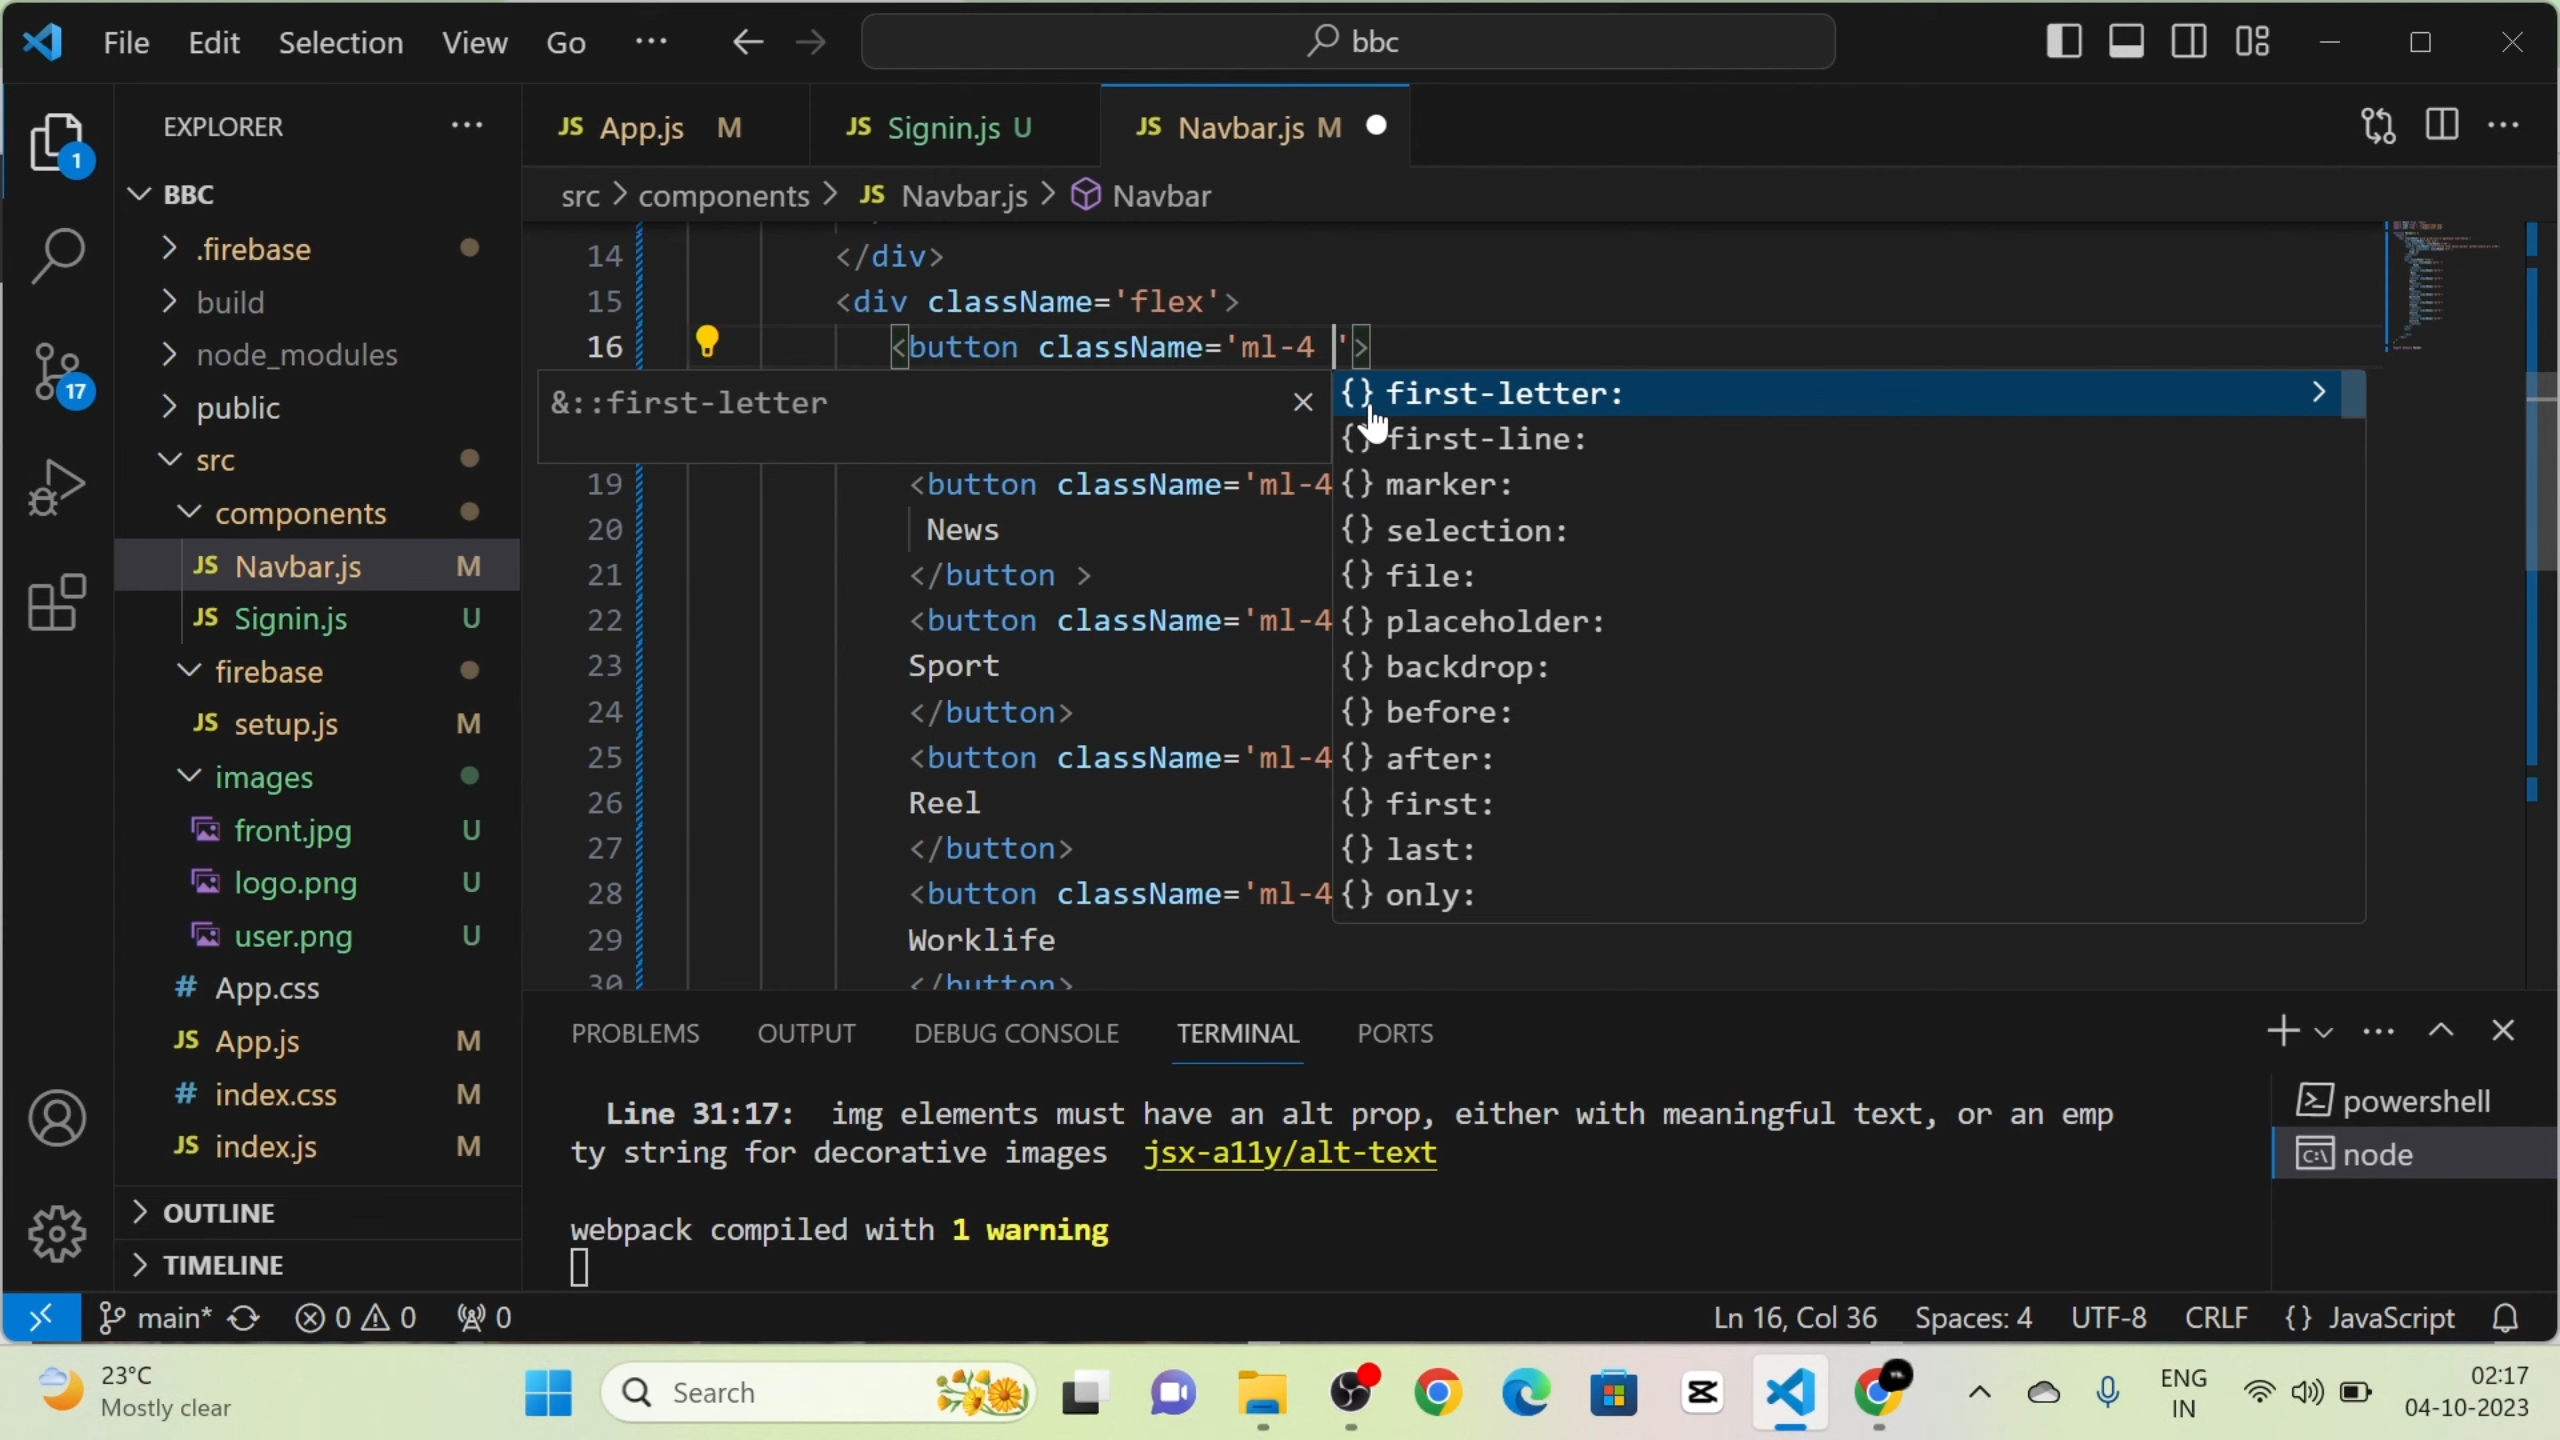 File Edit Selection View Go ... bbc
EXPLORER ...
BBC
.firebase
build
node_modules
public
src
components
JS Navbar.js M
JS Signin.js U
firebase
JS setup.js M
images
front.jpg U
logo.png U
user.png U
# App.css
JS App.js M
# index.css M
JS index.js M
OUTLINE
TIMELINE
1
17
JS App.js M JS Signin.js U JS Navbar.js M
src > components > JS Navbar.js > Navbar
14 </div>
15 <div className='flex'>
16 <button className='ml-4 '>
&::first-letter
19 <button className='ml-4
20 News
21 </button >
22 <button className='ml-4
23 Sport
24 </button>
25 <button className='ml-4
26 Reel
27 </button>
28 <button className='ml-4
29 Worklife
30 </button>
{} first-letter:
{} first-line:
{} marker:
{} selection:
{} file:
{} placeholder:
{} backdrop:
{} before:
{} after:
{} first:
{} last:
{} only:
PROBLEMS OUTPUT DEBUG CONSOLE TERMINAL PORTS
Line 31:17: img elements must have an alt prop, either with meaningful text, or an emp
ty string for decorative images jsx-a11y/alt-text
webpack compiled with 1 warning
powershell
node
main* 0 0 0 Ln 16, Col 36 Spaces: 4 UTF-8 CRLF {} JavaScript
23°C
Mostly clear
Search
ENG
IN
02:17
04-10-2023